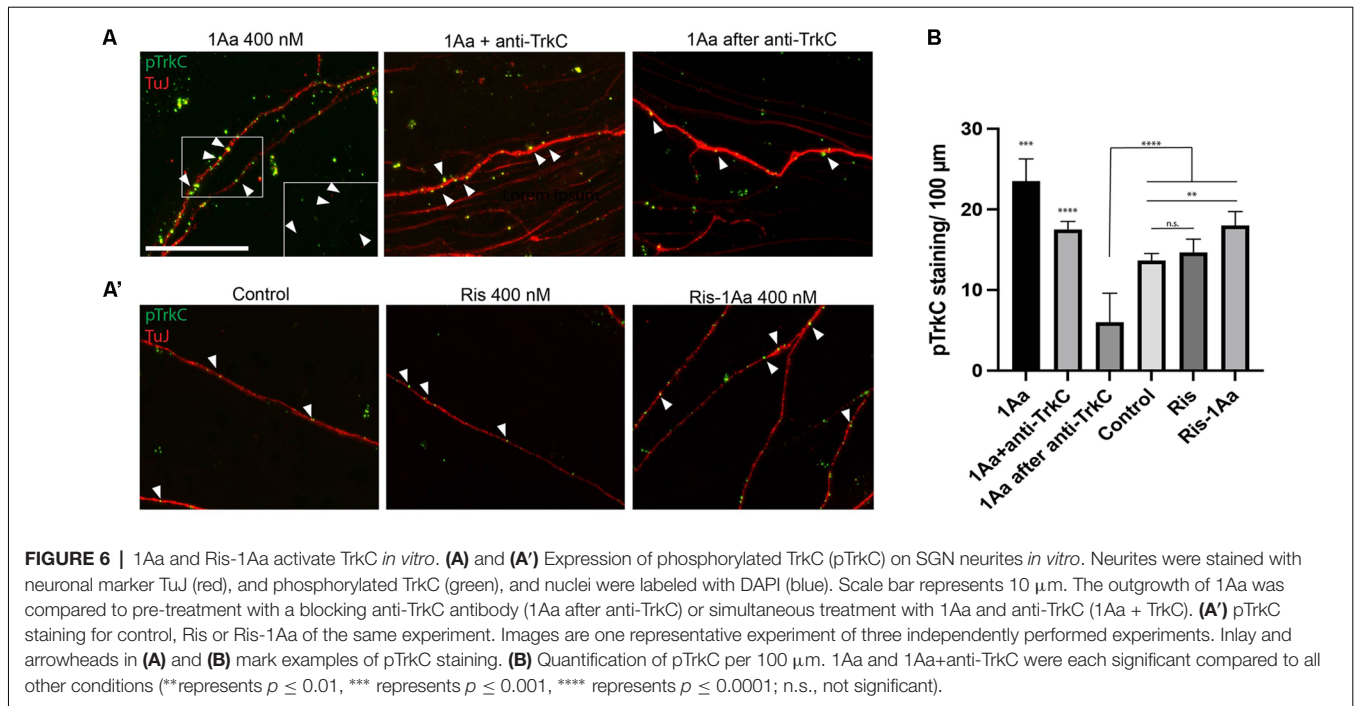 A
1Aa 400 nM
1Aa + anti-TrkC
1Aa after anti-TrkC
pTrkC
TuJ
Lorem ipsum
A’
Control
Ris 400 nM
Ris-1Aa 400 nM
pTrkC
TuJ
B
pTrkC staining/ 100 µm
30
20
10
0
***
****
****
**
n.s.
1Aa
1Aa+anti-TrkC
1Aa after anti-TrkC
Control
Ris
Ris-1Aa
FIGURE 6 | 1Aa and Ris-1Aa activate TrkC in vitro. (A) and (A′) Expression of phosphorylated TrkC (pTrkC) on SGN neurites in vitro. Neurites were stained with
neuronal marker TuJ (red), and phosphorylated TrkC (green), and nuclei were labeled with DAPI (blue). Scale bar represents 10 µm. The outgrowth of 1Aa was
compared to pre-treatment with a blocking anti-TrkC antibody (1Aa after anti-TrkC) or simultaneous treatment with 1Aa and anti-TrkC (1Aa + TrkC). (A′) pTrkC
staining for control, Ris or Ris-1Aa of the same experiment. Images are one representative experiment of three independently performed experiments. Inlay and
arrowheads in (A) and (B) mark examples of pTrkC staining. (B) Quantification of pTrkC per 100 µm. 1Aa and 1Aa+anti-TrkC were each significant compared to all
other conditions (**represents p ≤ 0.01, *** represents p ≤ 0.001, **** represents p ≤ 0.0001; n.s., not significant).